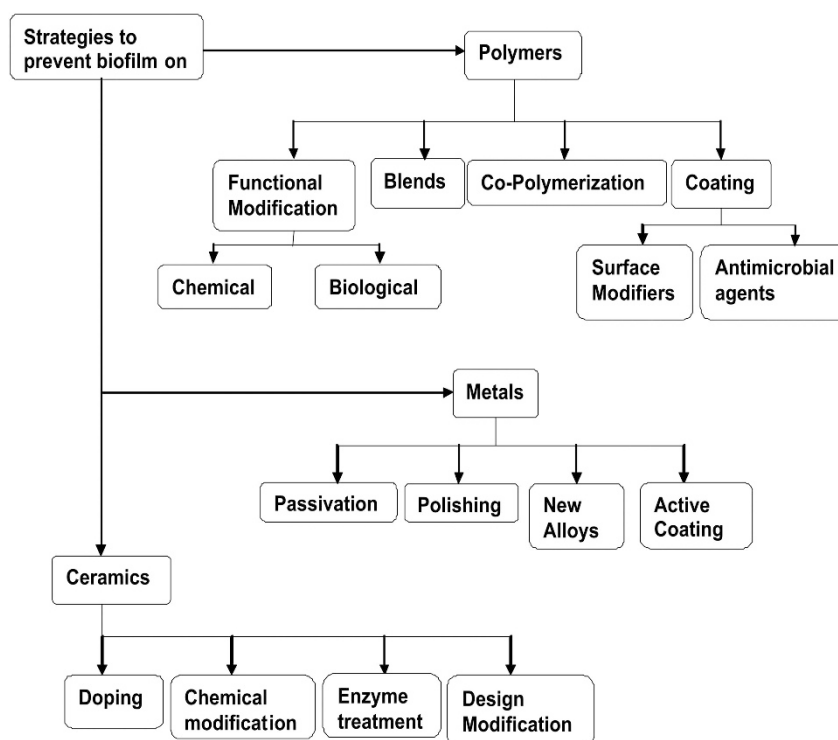 Strategies to
prevent biofilm on
Polymers
Functional
Modification
Blends
Co-Polymerization
Coating
Chemical
Biological
Surface
Modifiers
Antimicrobial
agents
Metals
Passivation
Polishing
New
Alloys
Active
Coating
Ceramics
Doping
Chemical
modification
Enzyme
treatment
Design
Modification